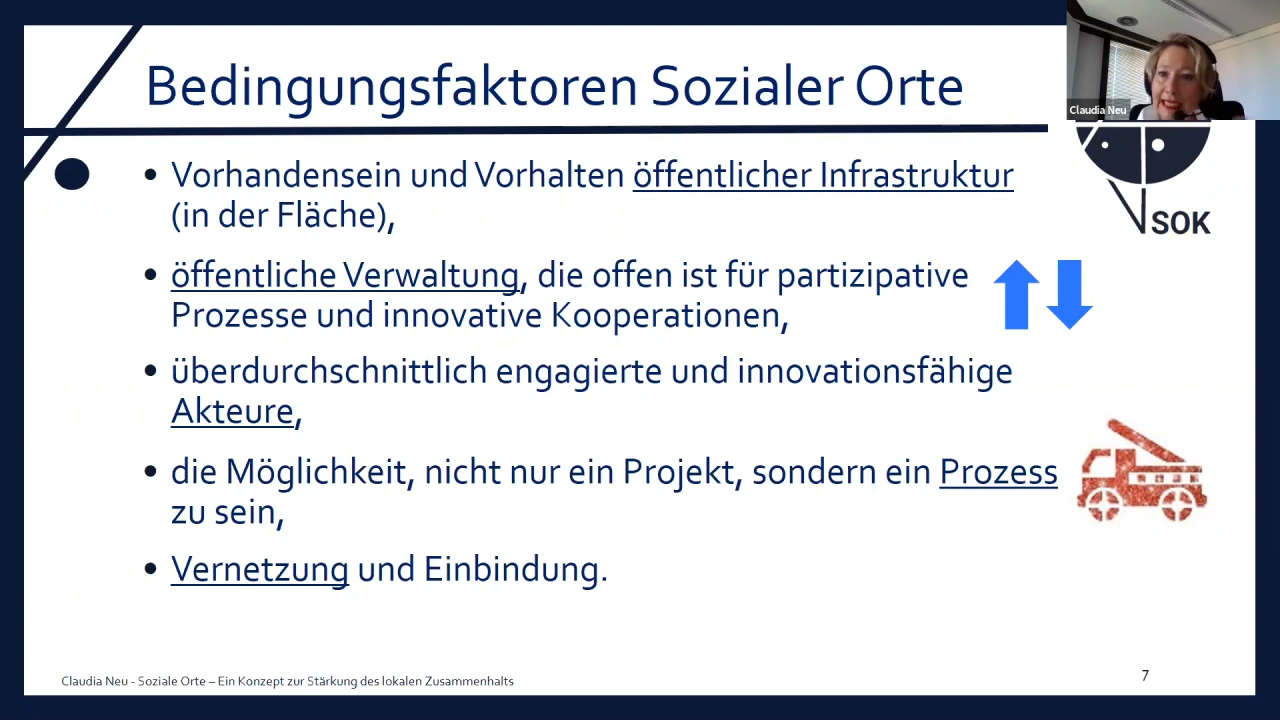 Bedingungsfaktoren Sozialer Orte
Claudia Neu
• Vorhandensein und Vorhalten öffentlicher Infrastruktur
(in der Fläche),
SOK
• öffentliche Verwaltung, die offen ist für partizipative
Prozesse und innovative Kooperationen,
• überdurchschnittlich engagierte und innovationsfähige
Akteure,
• die Möglichkeit, nicht nur ein Projekt, sondern ein Prozess
zu sein,
• Vernetzung und Einbindung.
Claudia Neu - Soziale Orte – Ein Konzept zur Stärkung des lokalen Zusammenhalts
7